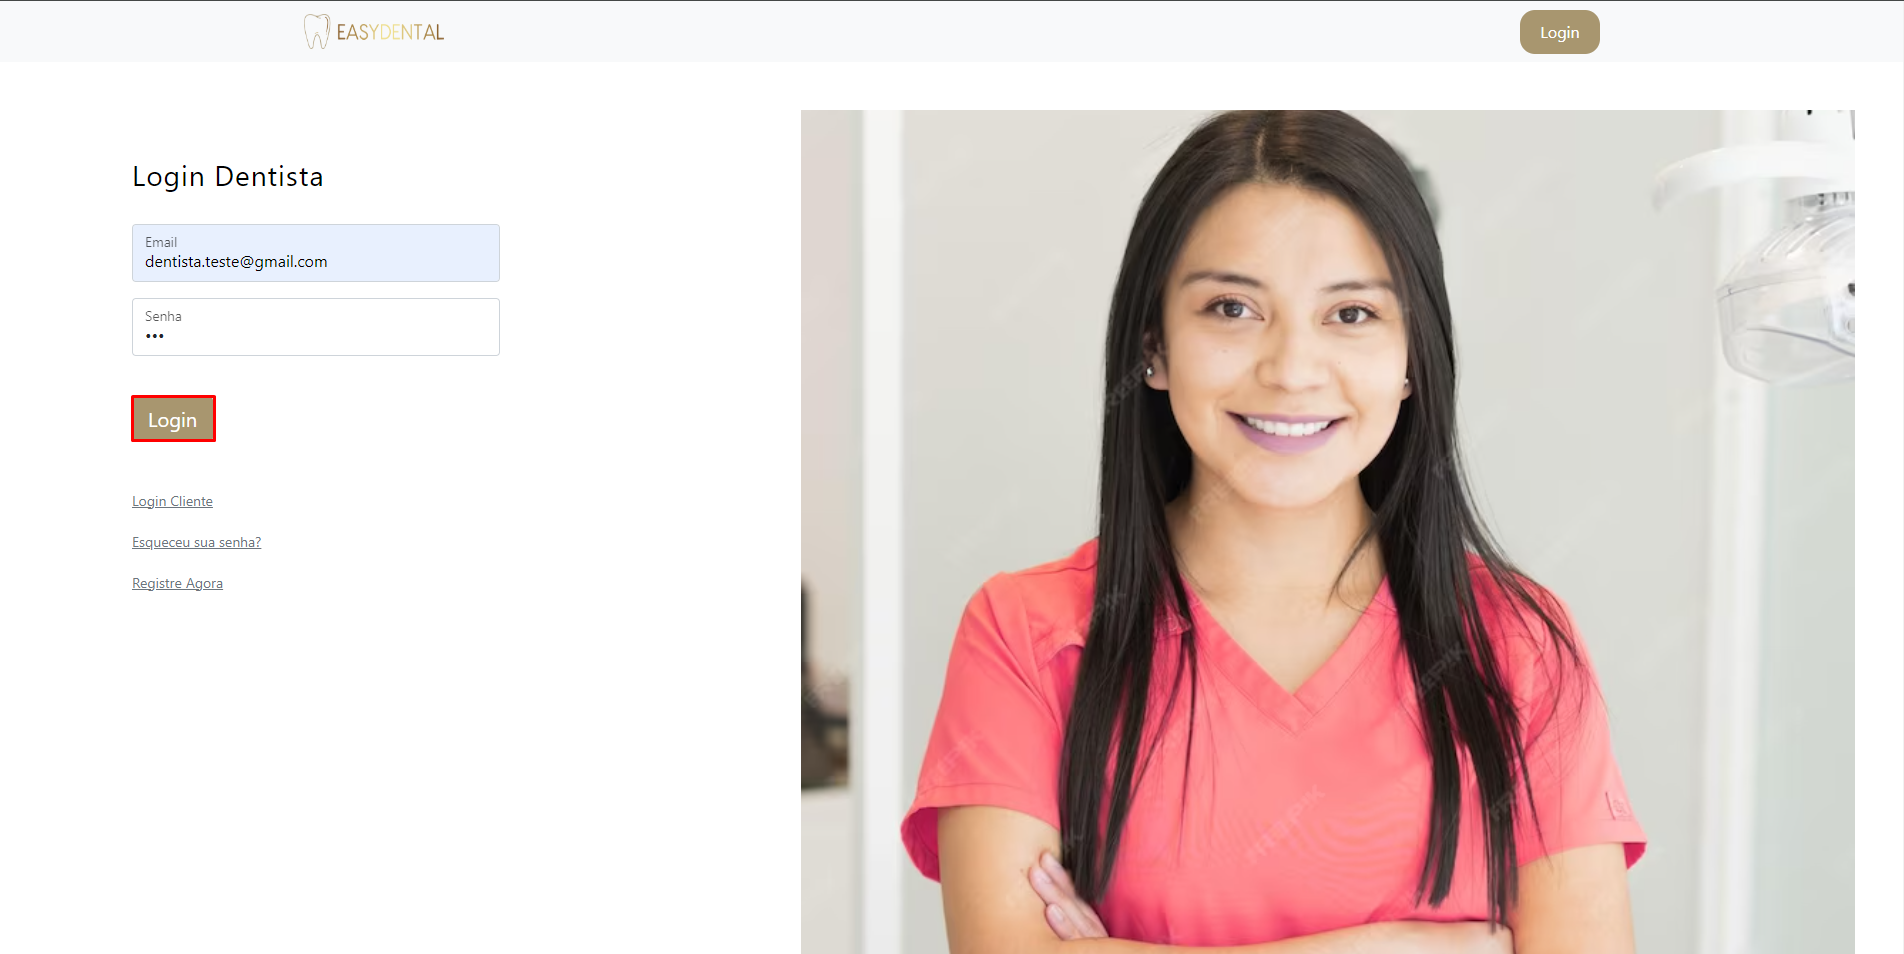 EASYDENTAL
Login
Login Dentista
Email
dentista.teste@gmail.com
Senha
•••
Login
Login Cliente
Esqueceu sua senha?
Registre Agora